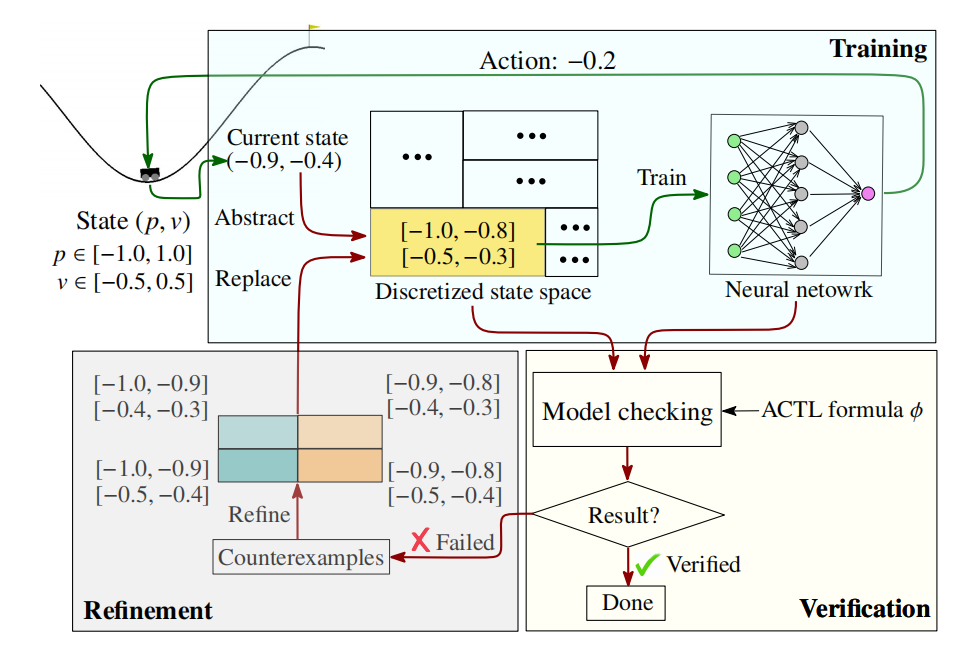 Training
Action: −0.2
Current state
(−0.9, −0.4)
•••
•••
•••
Train
State (p, v)
p ∈ [−1.0, 1.0]
v ∈ [−0.5, 0.5]
Abstract
Replace
[−1.0, −0.8]
[−0.5, −0.3]
•••
•••
Discretized state space
Neural netowrk
[−1.0, −0.9]
[−0.4, −0.3]
[−0.9, −0.8]
[−0.4, −0.3]
[−1.0, −0.9]
[−0.5, −0.4]
[−0.9, −0.8]
[−0.5, −0.4]
Refine
Counterexamples
Failed
Refinement
Model checking
ACTL formula ϕ
Result?
Verified
Done
Verification